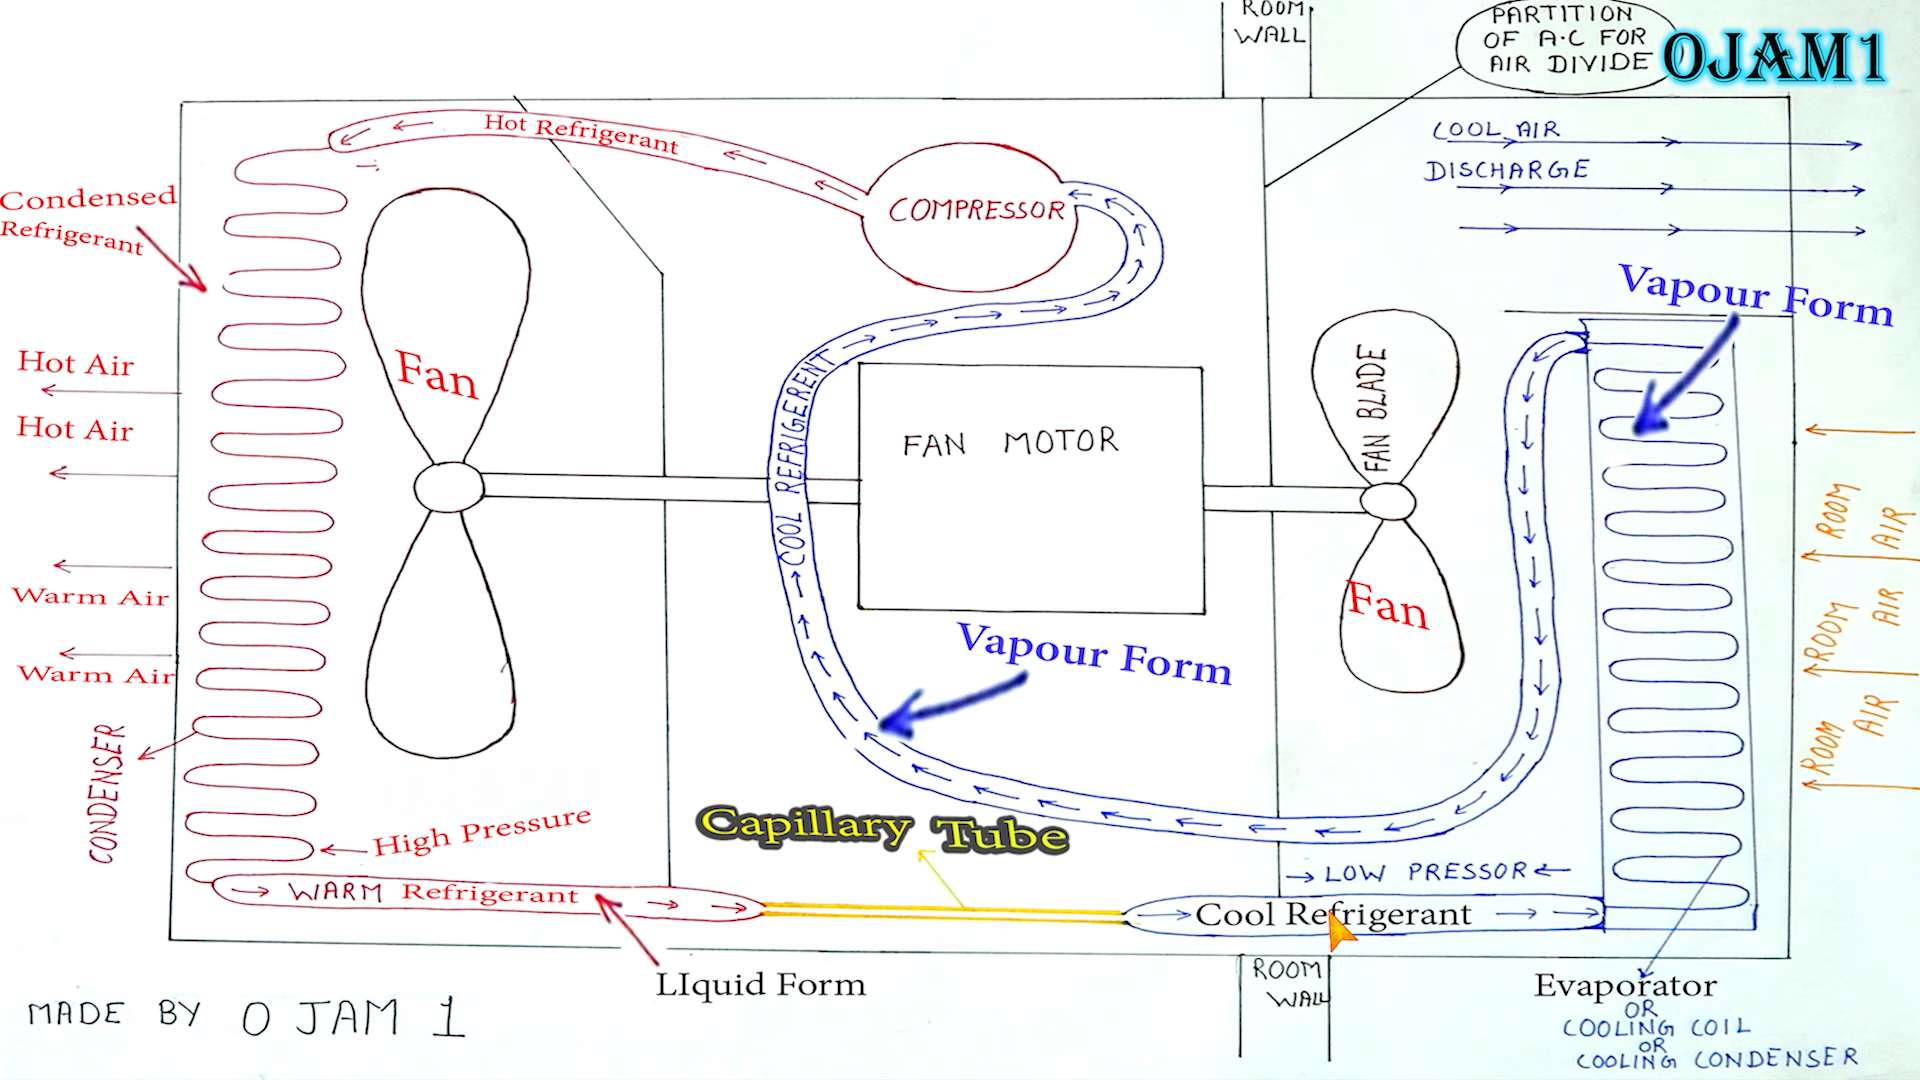 ROOM
WALL
PARTITION
OF A.C FOR
AIR DIVIDE
OJAM1
COOL AIR
DISCHARGE
Hot Refrigerant
COMPRESSOR
Condensed
Refrigerant
Vapour Form
Hot Air
Hot Air
Fan
COOL REFRIGERENT
FAN MOTOR
FAN BLADE
ROOM AIR
Warm Air
Fan
ROOM AIR
Vapour Form
Warm Air
ROOM AIR
CONDENSER
High Pressure
Capillary Tube
LOW PRESSOR
WARM Refrigerant
Cool Refrigerant
LIquid Form
ROOM
WALL
Evaporator
OR
COOLING COIL
OR
COOLING CONDENSER
MADE BY O JAM 1